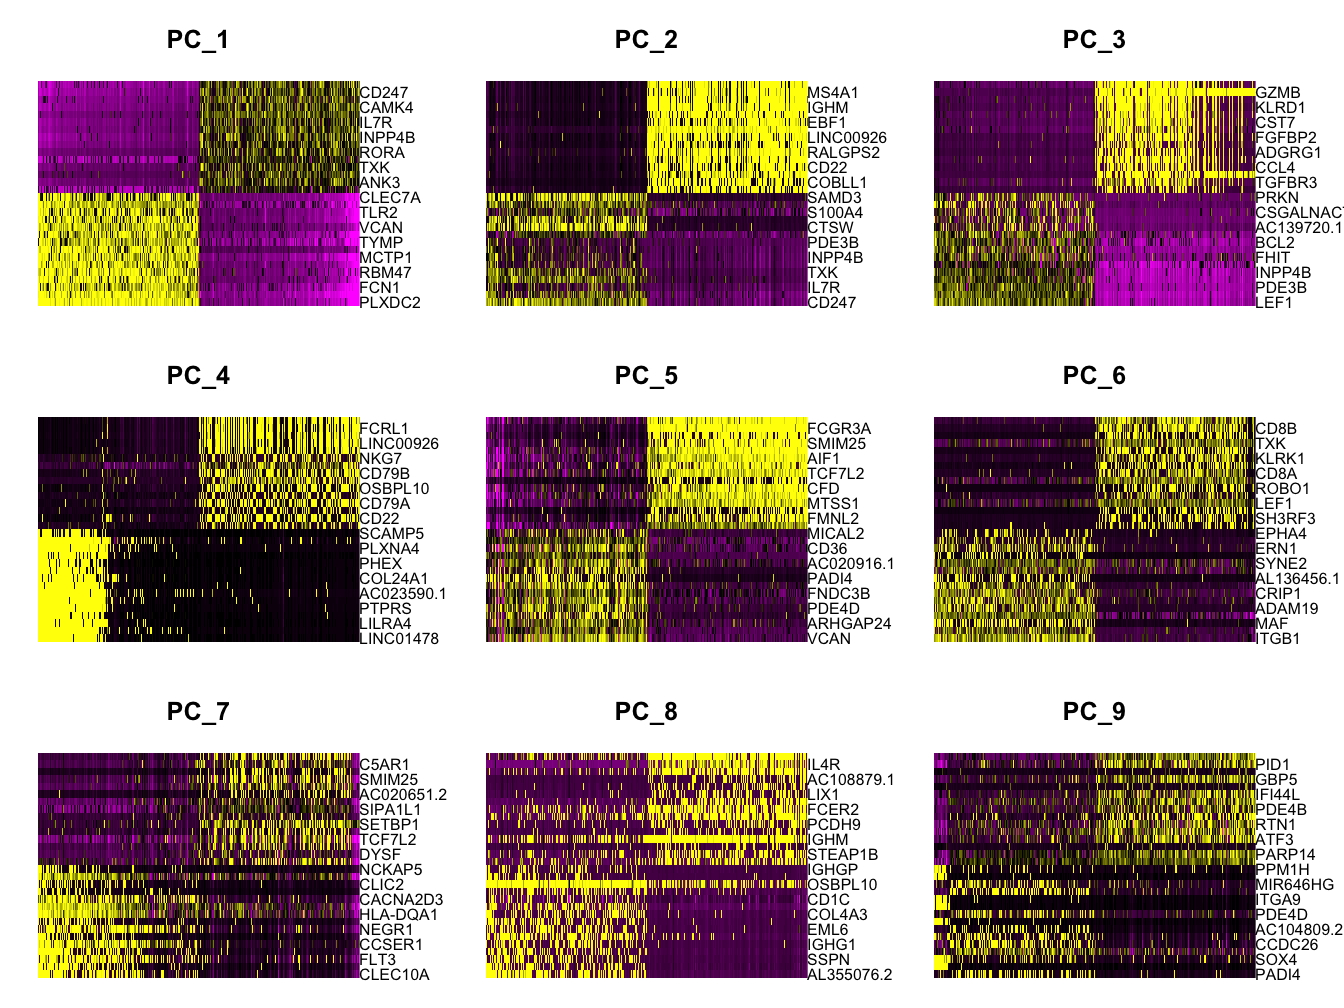 PC_1
PC_2
PC_3
CD247
CAMK4
IL7R
INPP4B
RORA
TXK
ANK3
CLEC7A
TLR2
VCAN
TYMP
MCTP1
RBM47
FCN1
PLXDC2
MS4A1
IGHM
EBF1
LINC00926
RALGPS2
CD22
COBLL1
SAMD3
S100A4
CTSW
PDE3B
INPP4B
TXK
IL7R
CD247
GZMB
KLRD1
CST7
FGFBP2
ADGRG1
CCL4
TGFBR3
PRKN
CSGALNACT
AC139720.1
BCL2
FHIT
INPP4B
PDE3B
LEF1
PC_4
PC_5
PC_6
FCRL1
LINC00926
NKG7
CD79B
OSBPL10
CD79A
CD22
SCAMP5
PLXNA4
PHEX
COL24A1
AC023590.1
PTPRS
LILRA4
LINC01478
FCGR3A
SMIM25
AIF1
TCF7L2
CFD
MTSS1
FMNL2
MICAL2
CD36
AC020916.1
PADI4
FNDC3B
PDE4D
ARHGAP24
VCAN
CD8B
TXK
KLRK1
CD8A
ROBO1
LEF1
SH3RF3
EPHA4
ERN1
SYNE2
AL136456.1
CRIP1
ADAM19
MAF
ITGB1
PC_7
PC_8
PC_9
C5AR1
SMIM25
AC020651.2
SIPA1L1
SETBP1
TCF7L2
DYSF
NCKAP5
CLIC2
CACNA2D3
HLA-DQA1
NEGR1
CCSER1
FLT3
CLEC10A
IL4R
AC108879.1
LIX1
FCER2
PCDH9
IGHM
STEAP1B
IGHGP
OSBPL10
CD1C
COL4A3
EML6
IGHG1
SSPN
AL355076.2
PID1
GBP5
IFI44L
PDE4B
RTN1
ATF3
PARP14
PPM1H
MIR646HG
ITGA9
PDE4D
AC104809.2
CCDC26
SOX4
PADI4